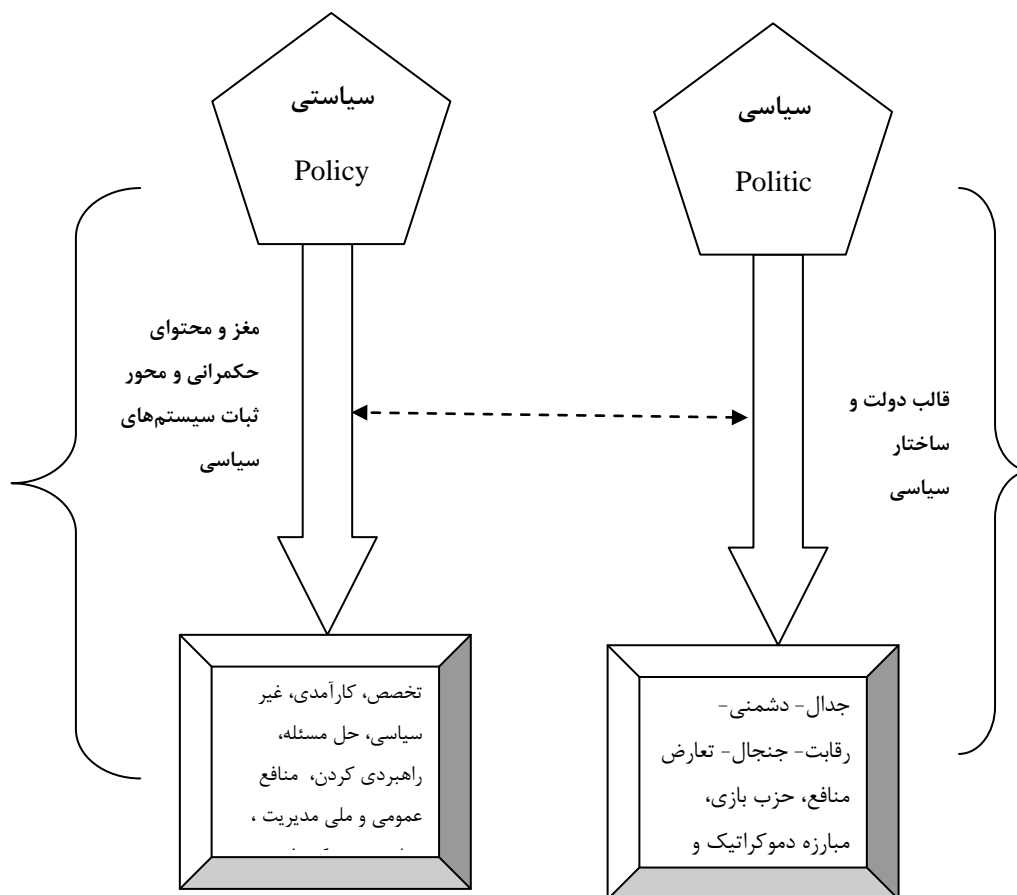 سیاسی
Politic
سیاستی
Policy
قالب دولت و
ساختار
سیاسی
مغز و محتوای
حکمرانی و محور
ثبات سیستم‌های
سیاسی
جدال- دشمنی-
رقابت- جنجال- تعارض
منافع، حزب بازی،
مبارزه دموکراتیک و
تخصص، کارآمدی، غیر
سیاسی، حل مسئله،
راهبردی کردن، منافع
عمومی و ملی مدیریت ،